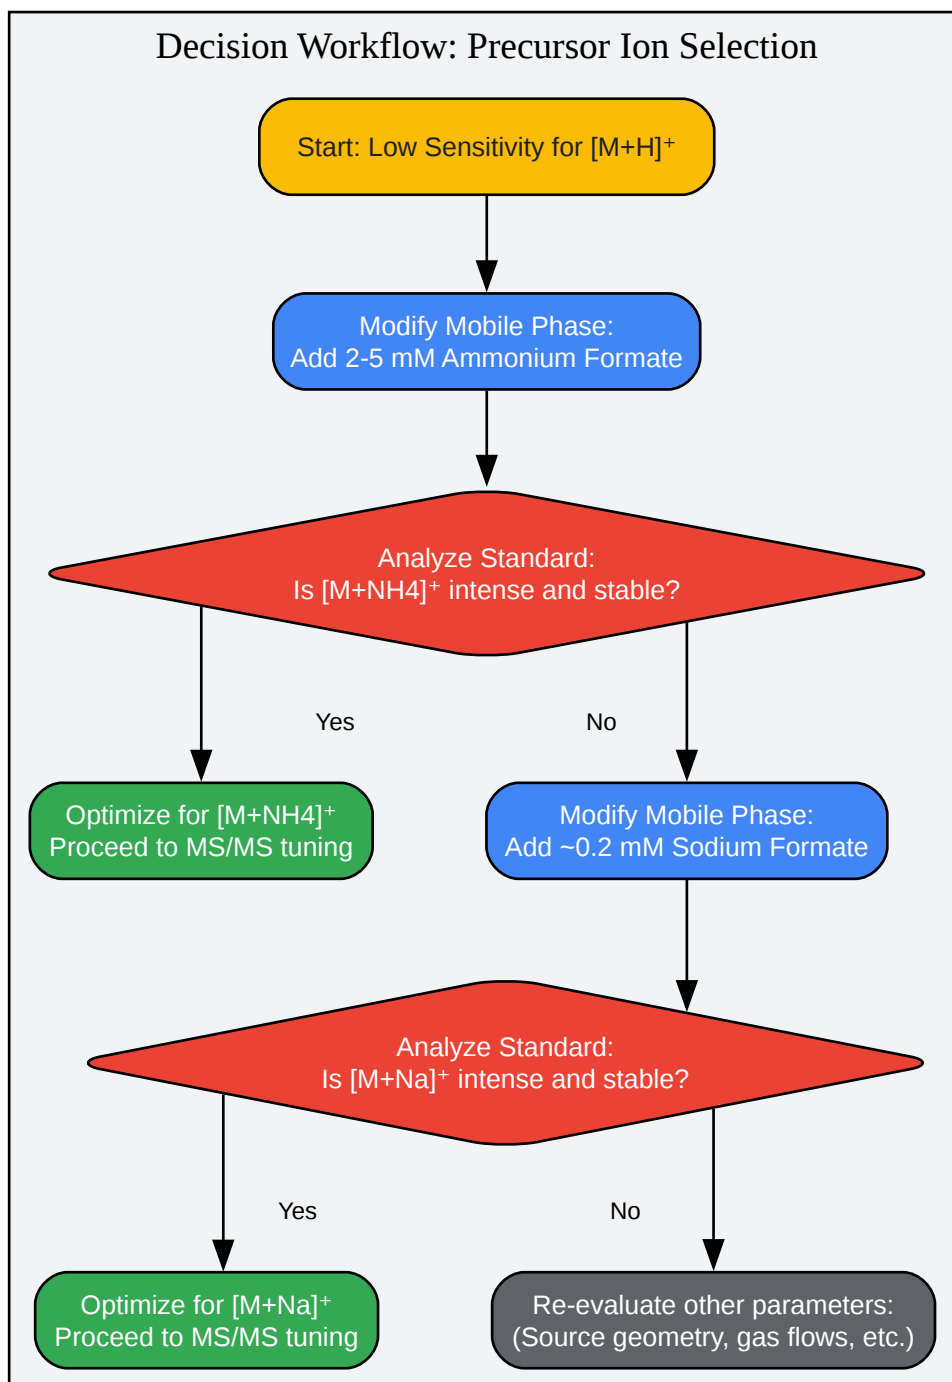 Decision Workflow: Precursor Ion Selection
Start: Low Sensitivity for [M+H]⁺
Modify Mobile Phase:
Add 2-5 mM Ammonium Formate
Analyze Standard:
Is [M+NH4]⁺ intense and stable?
Yes
No
Optimize for [M+NH4]⁺
Proceed to MS/MS tuning
Modify Mobile Phase:
Add ~0.2 mM Sodium Formate
Analyze Standard:
Is [M+Na]⁺ intense and stable?
Yes
No
Optimize for [M+Na]⁺
Proceed to MS/MS tuning
Re-evaluate other parameters:
(Source geometry, gas flows, etc.)